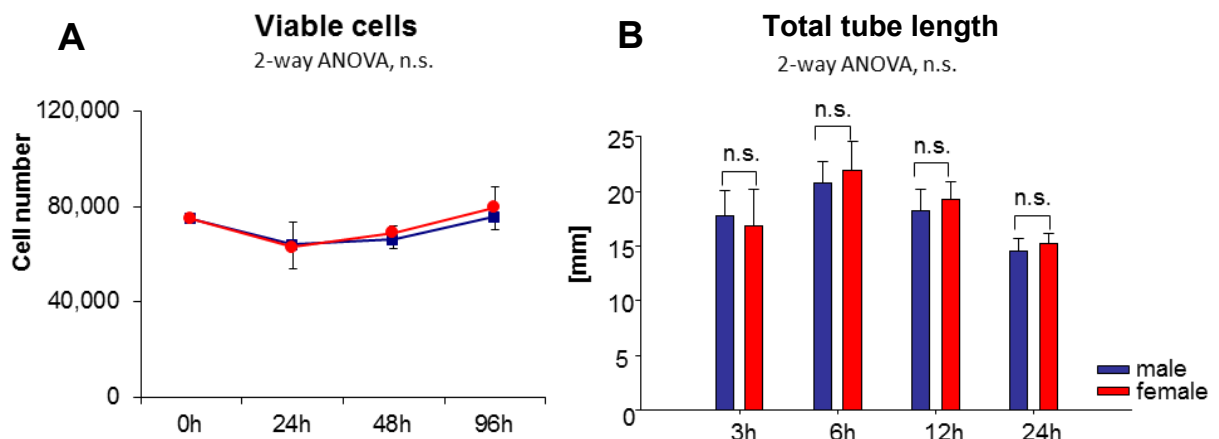 A
Viable cells
2-way ANOVA, n.s.
Cell number
120,000
80,000
40,000
0
0h 24h 48h 96h
B
Total tube length
2-way ANOVA, n.s.
[mm]
25
20
15
10
5
0
n.s.
n.s.
n.s.
n.s.
3h 6h 12h 24h
male
female